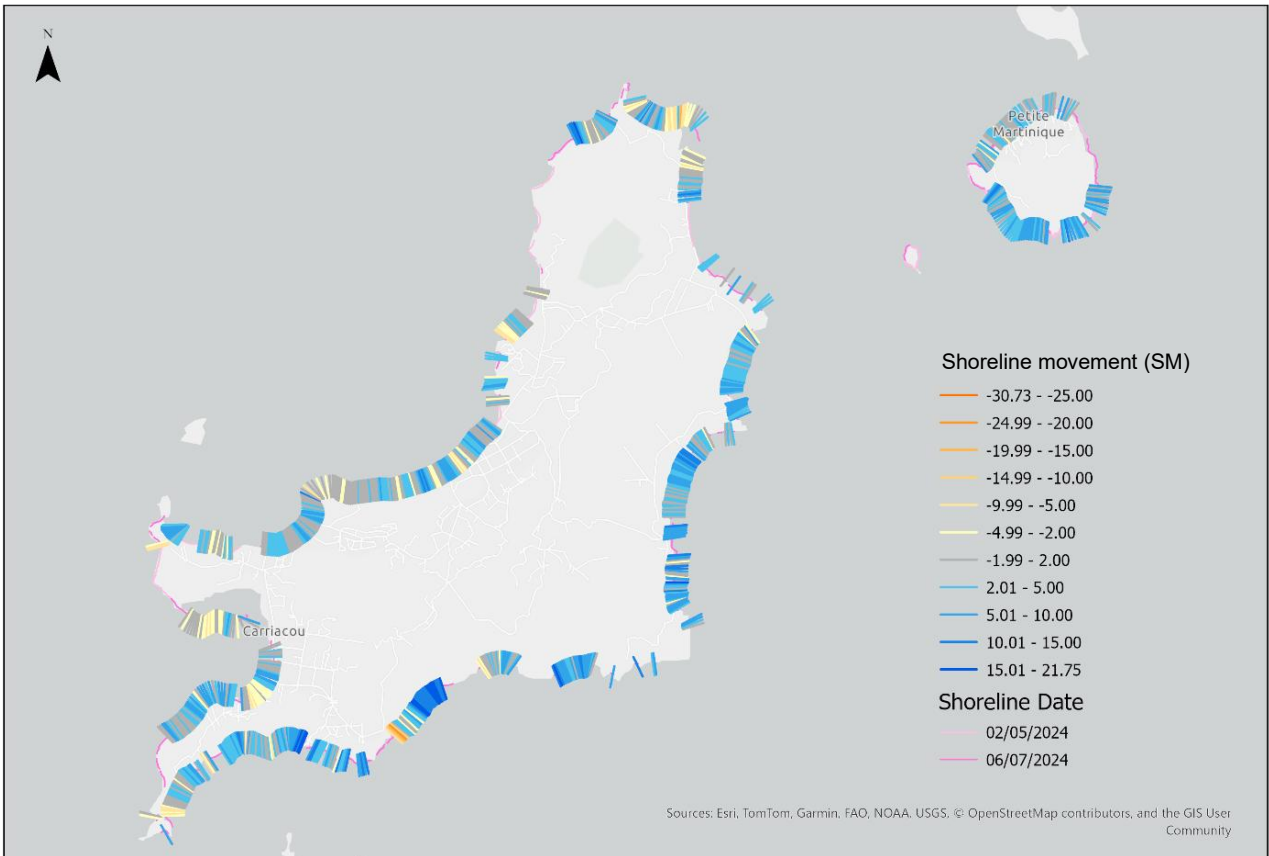 N
Petite
Martinique
Carriacou
Shoreline movement (SM)
-30.73 - -25.00
-24.99 - -20.00
-19.99 - -15.00
-14.99 - -10.00
-9.99 - -5.00
-4.99 - -2.00
-1.99 - 2.00
2.01 - 5.00
5.01 - 10.00
10.01 - 15.00
15.01 - 21.75
Shoreline Date
02/05/2024
06/07/2024
Sources: Esri, TomTom, Garmin, FAO, NOAA, USGS, © OpenStreetMap contributors, and the GIS User
Community